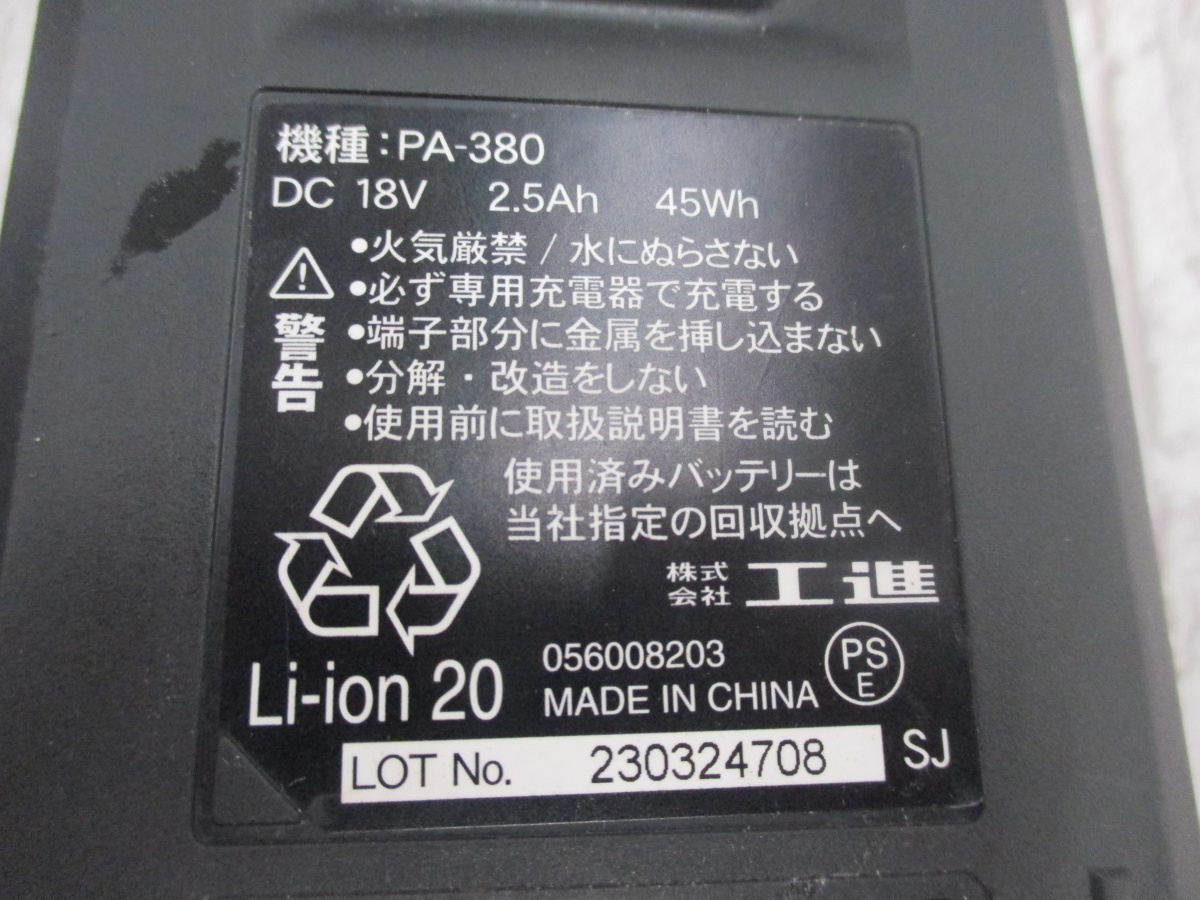 機種：PA-380
DC 18V 2.5Ah 45Wh
警告
•火気厳禁 / 水にぬらさない
•必ず専用充電器で充電する
•端子部分に金属を挿し込まない
•分解・改造をしない
•使用前に取扱説明書を読む
使用済みバッテリーは
当社指定の回収拠点へ
株式会社 工進
056008203
MADE IN CHINA
PSE
Li-ion 20
LOT No. 230324708
SJ